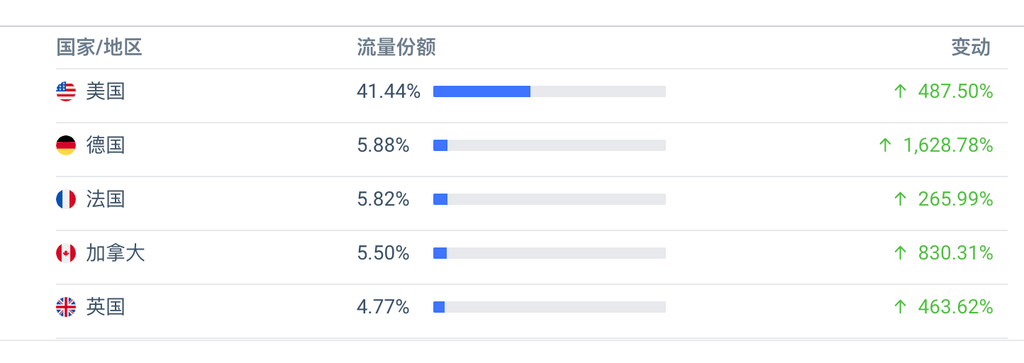 国家/地区 流量份额 变动
美国 41.44% ↑ 487.50%
德国 5.88% ↑ 1,628.78%
法国 5.82% ↑ 265.99%
加拿大 5.50% ↑ 830.31%
英国 4.77% ↑ 463.62%